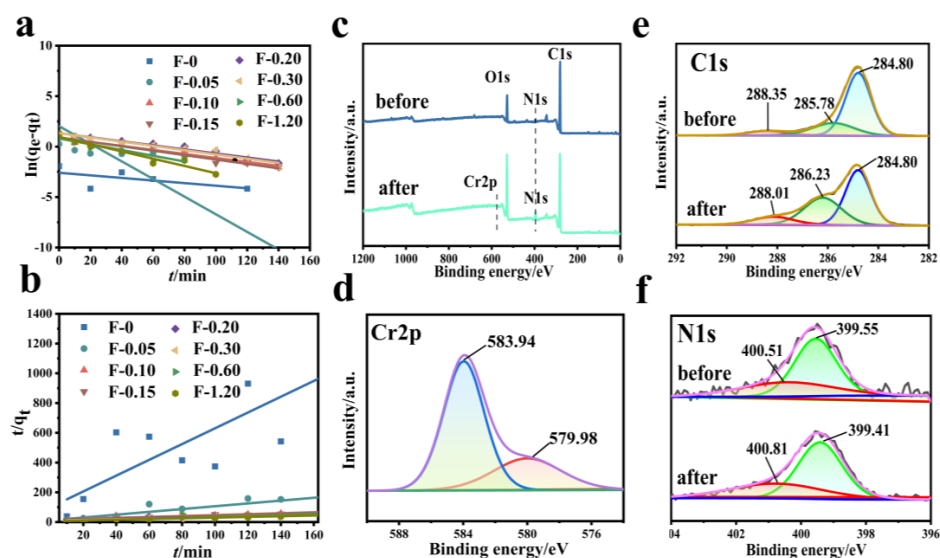 a
ln(qe-qt)
10
5
0
-5
-10
F-0
F-0.05
F-0.10
F-0.15
F-0.20
F-0.30
F-0.60
F-1.20
0 20 40 60 80 100 120 140 160
t/min
b
t/qt
1400
1200
1000
800
600
400
200
0
F-0
F-0.05
F-0.10
F-0.15
F-0.20
F-0.30
F-0.60
F-1.20
0 20 40 60 80 100 120 140 160
t/min
c
Intensity/a.u.
C1s
O1s
N1s
before
Cr2p
N1s
after
1200 1000 800 600 400 200 0
Binding energy/eV
d
Intensity/a.u.
Cr2p
583.94
579.98
588 584 580 576
Binding energy/eV
e
Intensity/a.u.
C1s
284.80
288.35
285.78
before
284.80
286.23
288.01
after
292 290 288 286 284 282
Binding energy/eV
f
Intensity/a.u.
N1s
399.55
400.51
before
399.41
400.81
after
04 402 400 398 396
Binding energy/eV